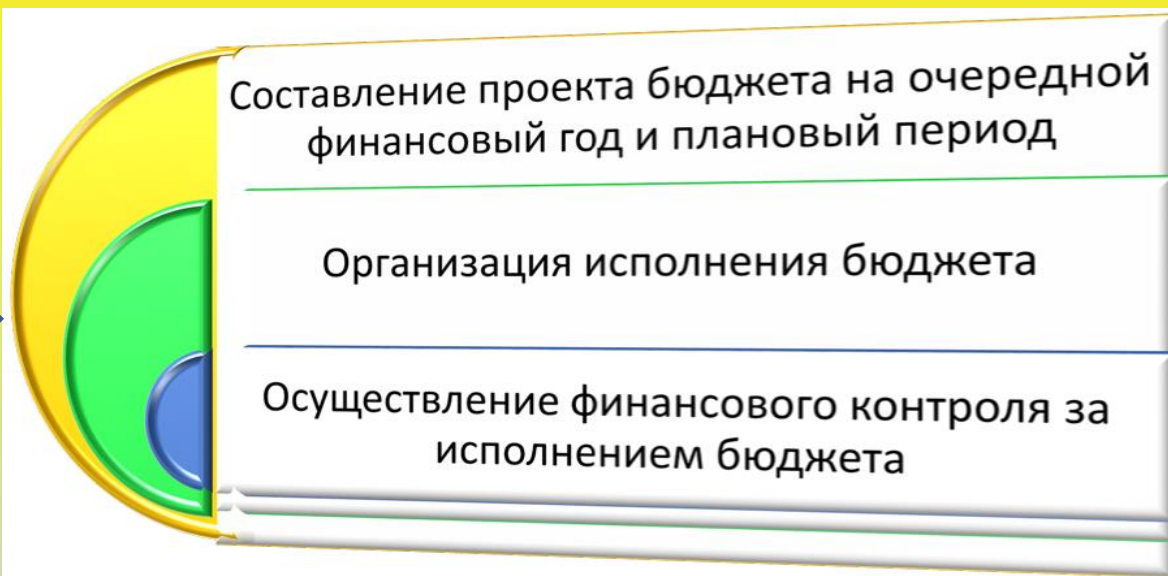 Составление проекта бюджета на очередной
финансовый год и плановый период
Организация исполнения бюджета
Осуществление финансового контроля за
исполнением бюджета